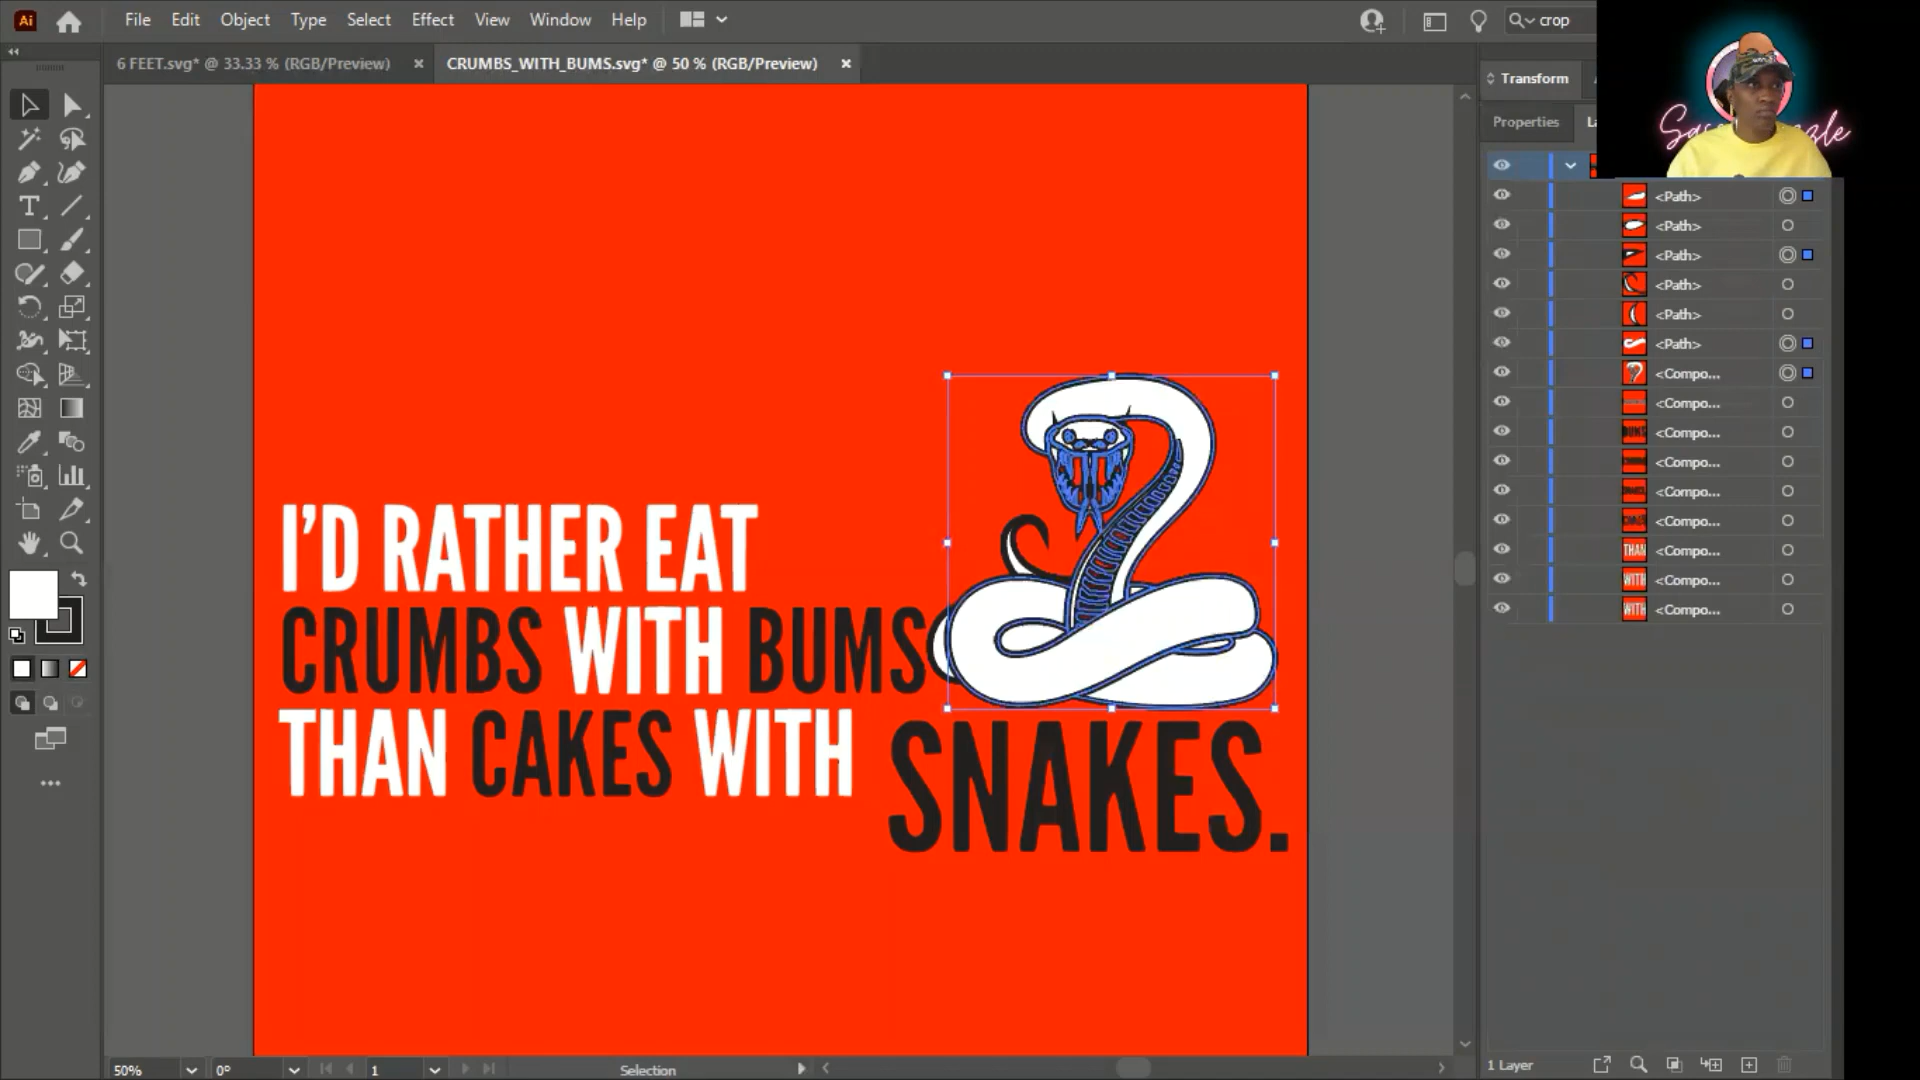 Ai File Edit Object Type Select Effect View Window Help crop
6 FEET.svg* @ 33.33 % (RGB/Preview) × CRUMBS_WITH_BUMS.svg* @ 50 % (RGB/Preview) ×
Transform
Properties
<Path>
<Path>
<Path>
<Path>
<Path>
<Path>
<Compo...
<Compo...
<Compo...
<Compo...
<Compo...
<Compo...
<Compo...
<Compo...
<Compo...
I'D RATHER EAT
CRUMBS WITH BUMS
THAN CAKES WITH
SNAKES.
50% 0° 1 Selection
1 Layer